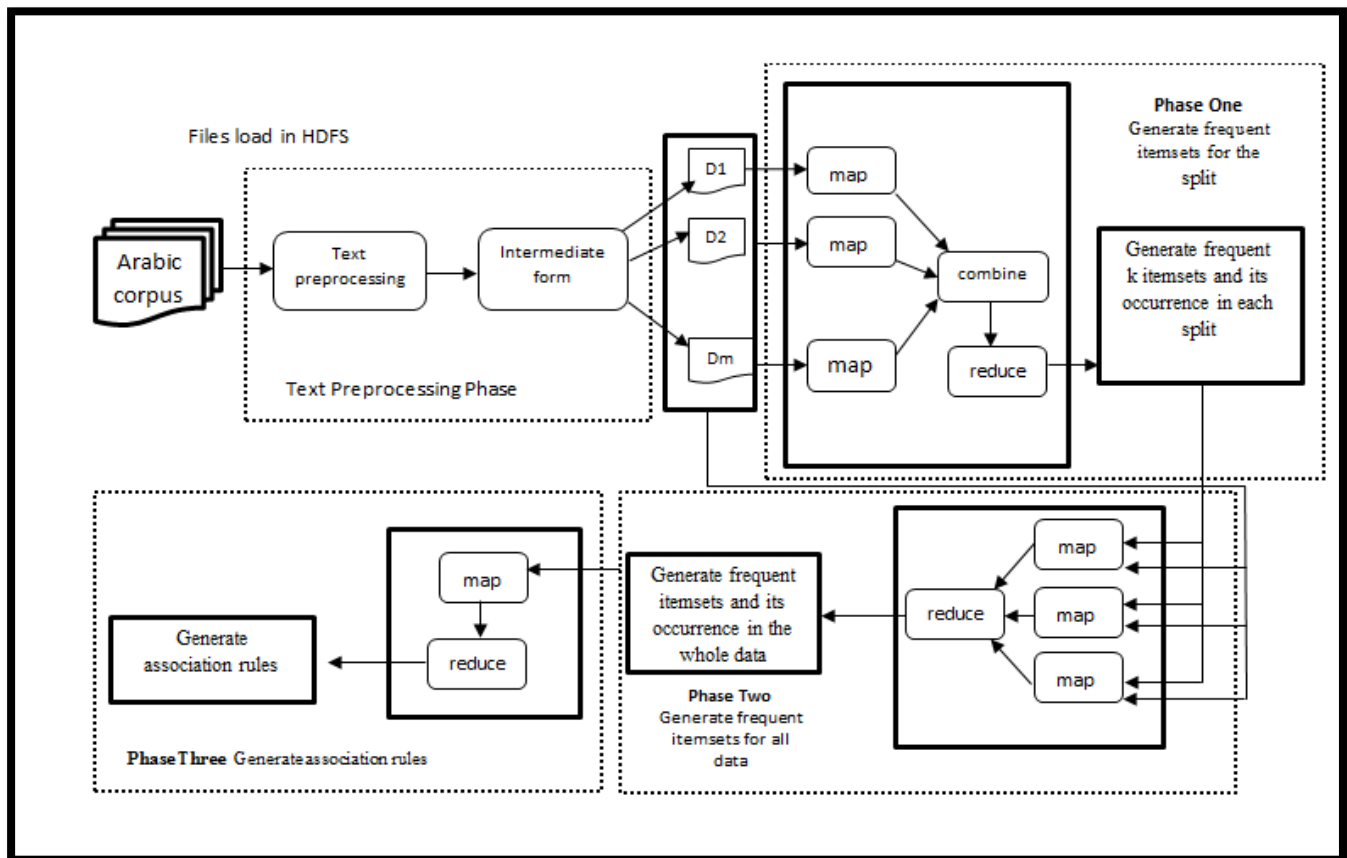 Files load in HDFS
Arabic
corpus
Text
preprocessing
Intermediate
form
Text Preprocessing Phase
D1
D2
Dm
map
map
map
combine
reduce
Phase One
Generate frequent
itemsets for the
split
Generate frequent
k itemsets and its
occurrence in each
split
map
map
map
reduce
Generate frequent
itemsets and its
occurrence in the
whole data
Phase Two
Generate frequent
itemsets for all
data
map
reduce
Generate
association rules
Phase Three Generate association rules